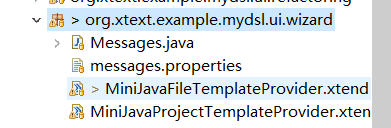 > org.xtext.example.mydsl.ui.wizard
Messages.java
messages.properties
> MiniJavaFileTemplateProvider.xtend
MiniJavaProjectTemplateProvider.xten